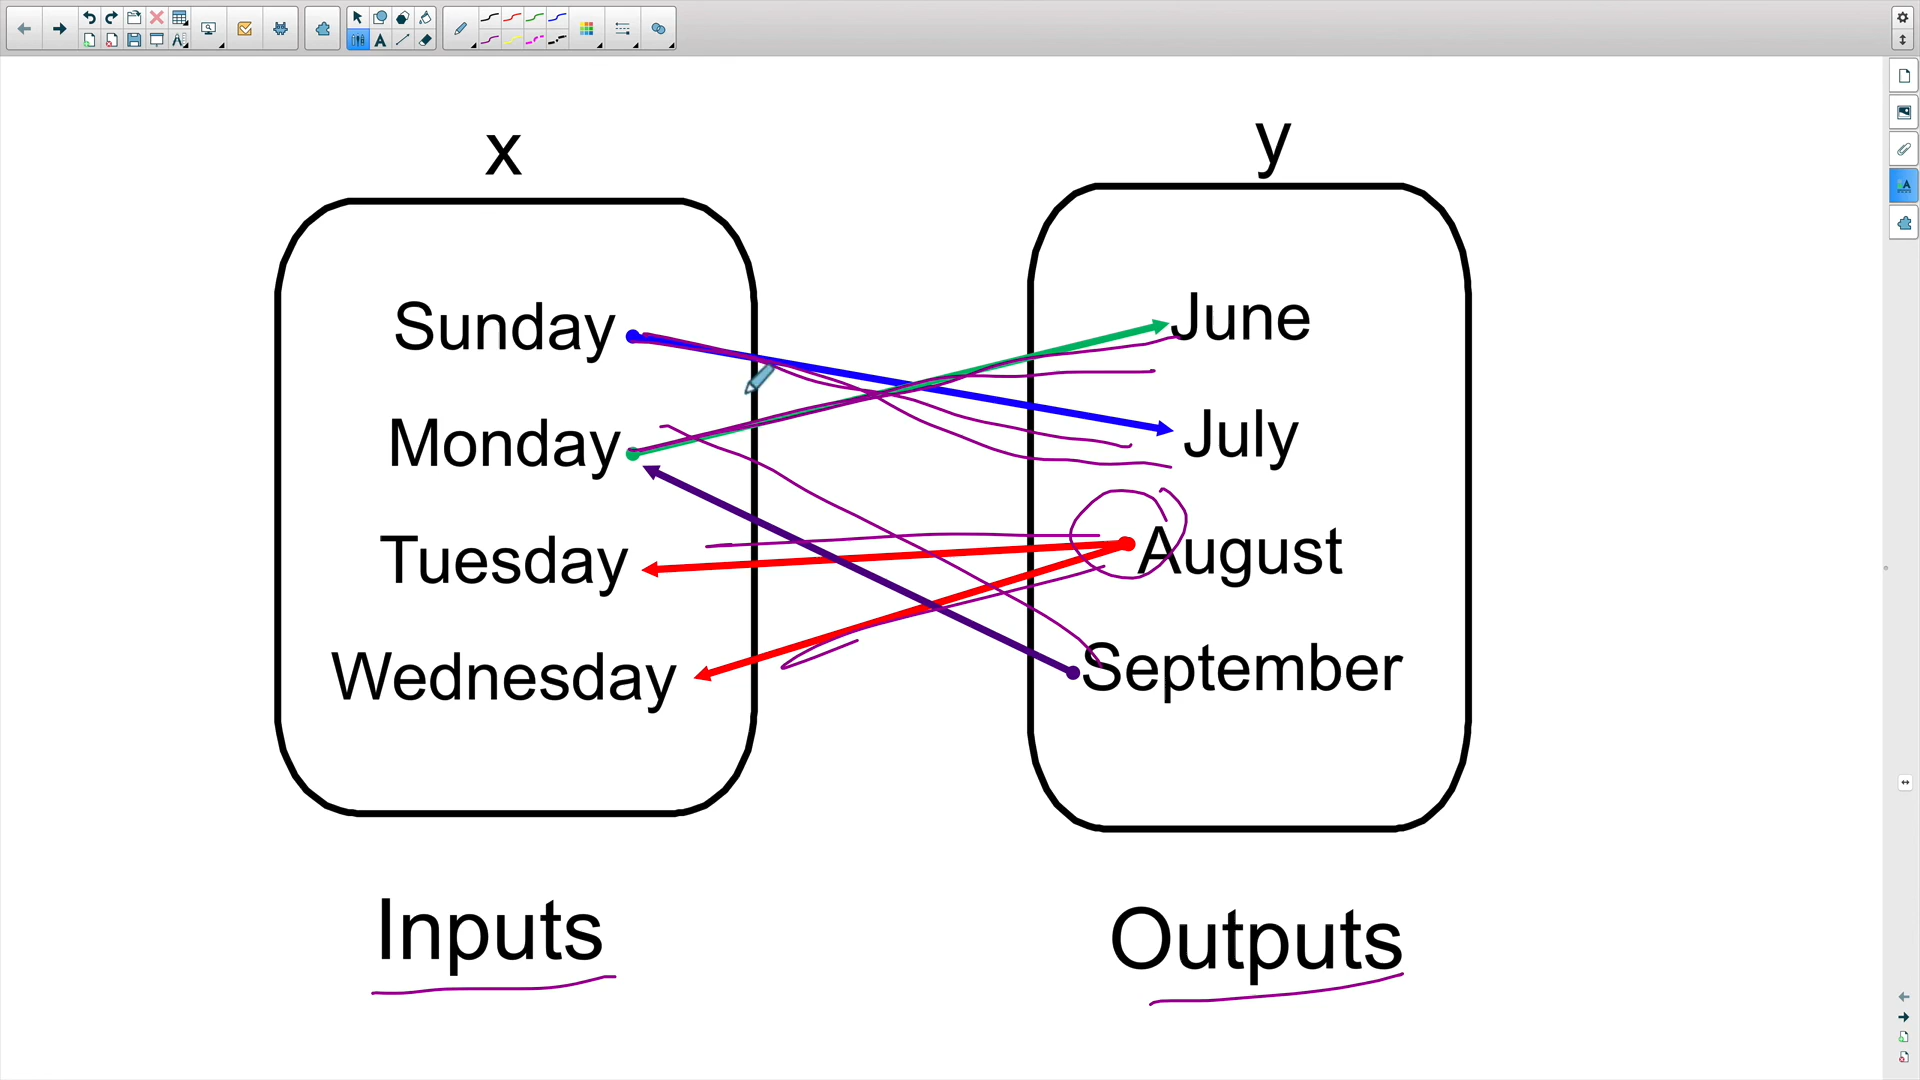 x
y
Sunday
Monday
Tuesday
Wednesday
June
July
August
September
Inputs
Outputs